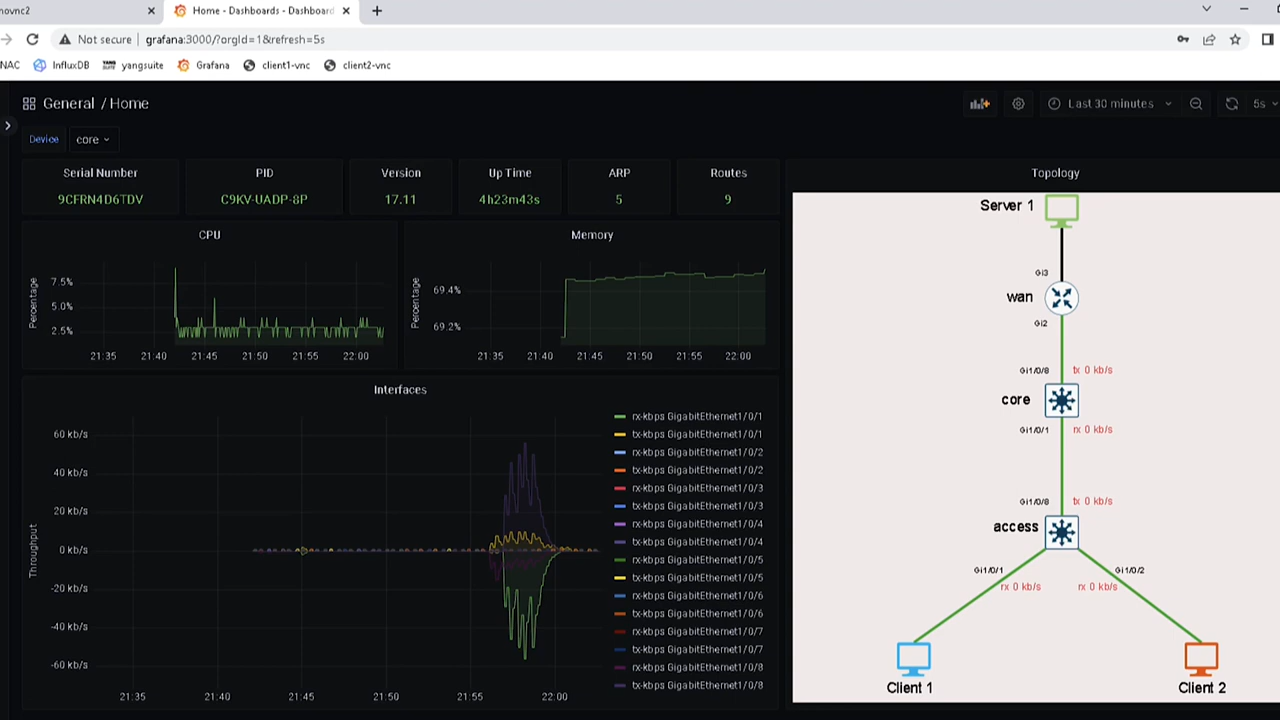 novnc2
Home - Dashboards - Dashboard
Not secure
grafana:3000/?orgId=1&refresh=5s
NAC
InfluxDB
yangsuite
Grafana
client1-vnc
client2-vnc
General / Home
Last 30 minutes
5s
Device
core
Serial Number
9CFRN4D6TDV
PID
C9KV-UADP-8P
Version
17.11
Up Time
4h23m43s
ARP
5
Routes
9
CPU
Percentage
7.5%
5.0%
2.5%
21:35
21:40
21:45
21:50
21:55
22:00
Memory
Percentage
69.4%
69.2%
21:35
21:40
21:45
21:50
21:55
22:00
Interfaces
Throughput
60 kb/s
40 kb/s
20 kb/s
0 kb/s
-20 kb/s
-40 kb/s
-60 kb/s
21:35
21:40
21:45
21:50
21:55
22:00
rx-kbps GigabitEthernet1/0/1
tx-kbps GigabitEthernet1/0/1
rx-kbps GigabitEthernet1/0/2
tx-kbps GigabitEthernet1/0/2
rx-kbps GigabitEthernet1/0/3
tx-kbps GigabitEthernet1/0/3
rx-kbps GigabitEthernet1/0/4
tx-kbps GigabitEthernet1/0/4
rx-kbps GigabitEthernet1/0/5
tx-kbps GigabitEthernet1/0/5
rx-kbps GigabitEthernet1/0/6
tx-kbps GigabitEthernet1/0/6
rx-kbps GigabitEthernet1/0/7
tx-kbps GigabitEthernet1/0/7
rx-kbps GigabitEthernet1/0/8
tx-kbps GigabitEthernet1/0/8
Topology
Server 1
Gi3
wan
Gi2
Gi1/0/8
tx 0 kb/s
core
Gi1/0/1
rx 0 kb/s
Gi1/0/8
tx 0 kb/s
access
Gi1/0/1
Gi1/0/2
rx 0 kb/s
rx 0 kb/s
Client 1
Client 2